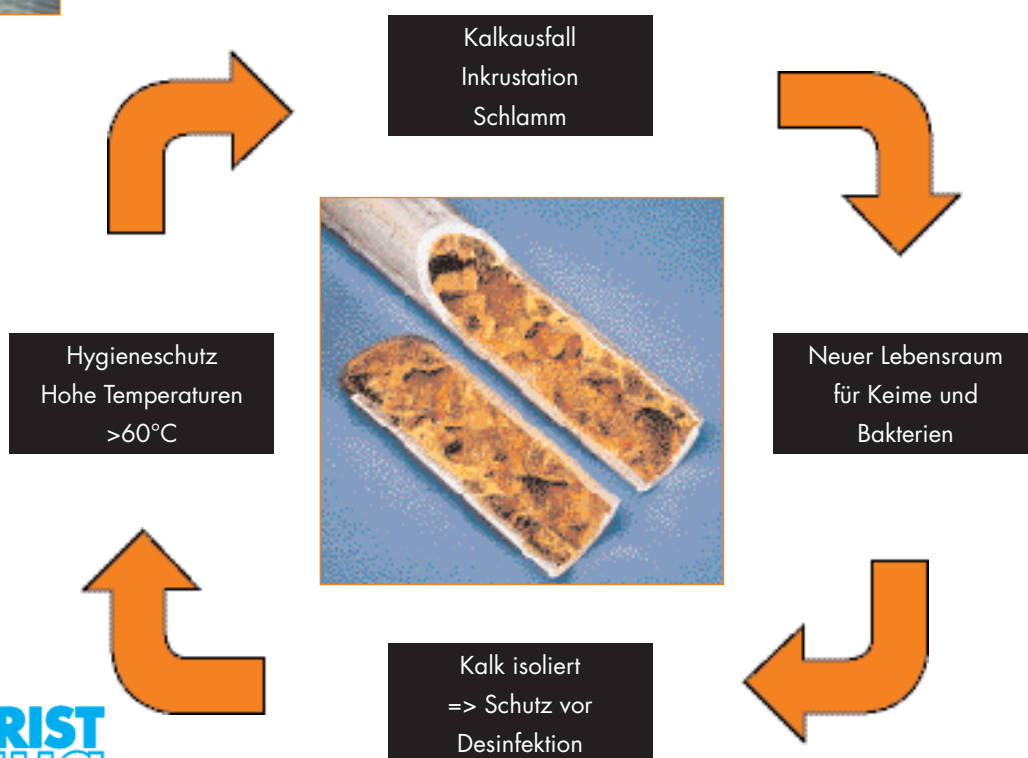 Kalkausfall
Inkrustation
Schlamm
Neuer Lebensraum
für Keime und
Bakterien
Kalk isoliert
=> Schutz vor
Desinfektion
Hygieneschutz
Hohe Temperaturen
>60°C